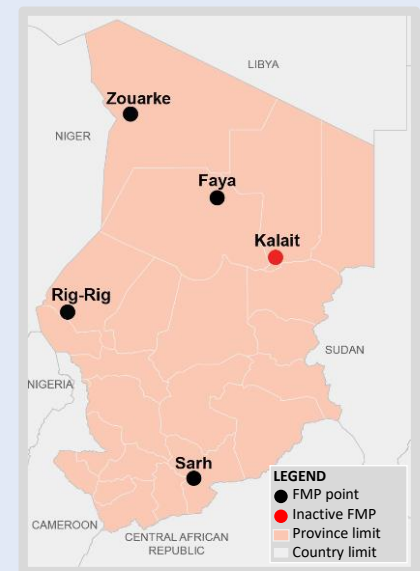 LIBYA
Zouarke
NIGER
Faya
Kalait
Rig-Rig
SUDAN
NIGERIA
Sarh
CAMEROON
CENTRAL AFRICAN
REPUBLIC
LEGEND
FMP point
Inactive FMP
Province limit
Country limit